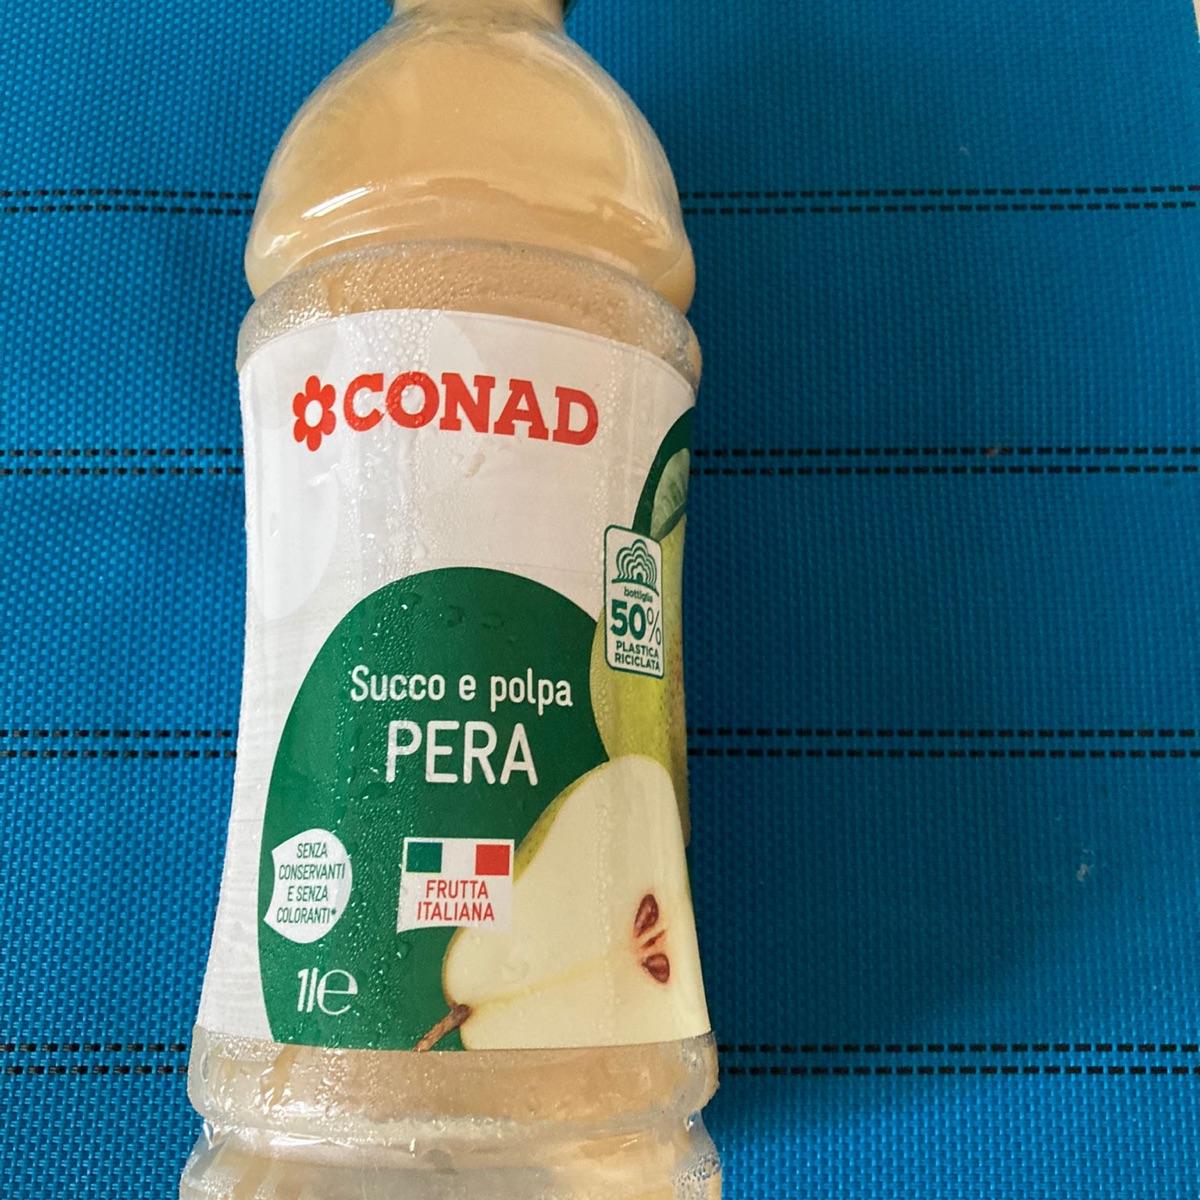 CONAD
bottiglia
50%
PLASTICA
RICICLATA
Succo e polpa
PERA
SENZA
CONSERVANTI
E SENZA
COLORANTI*
FRUTTA
ITALIANA
1l e